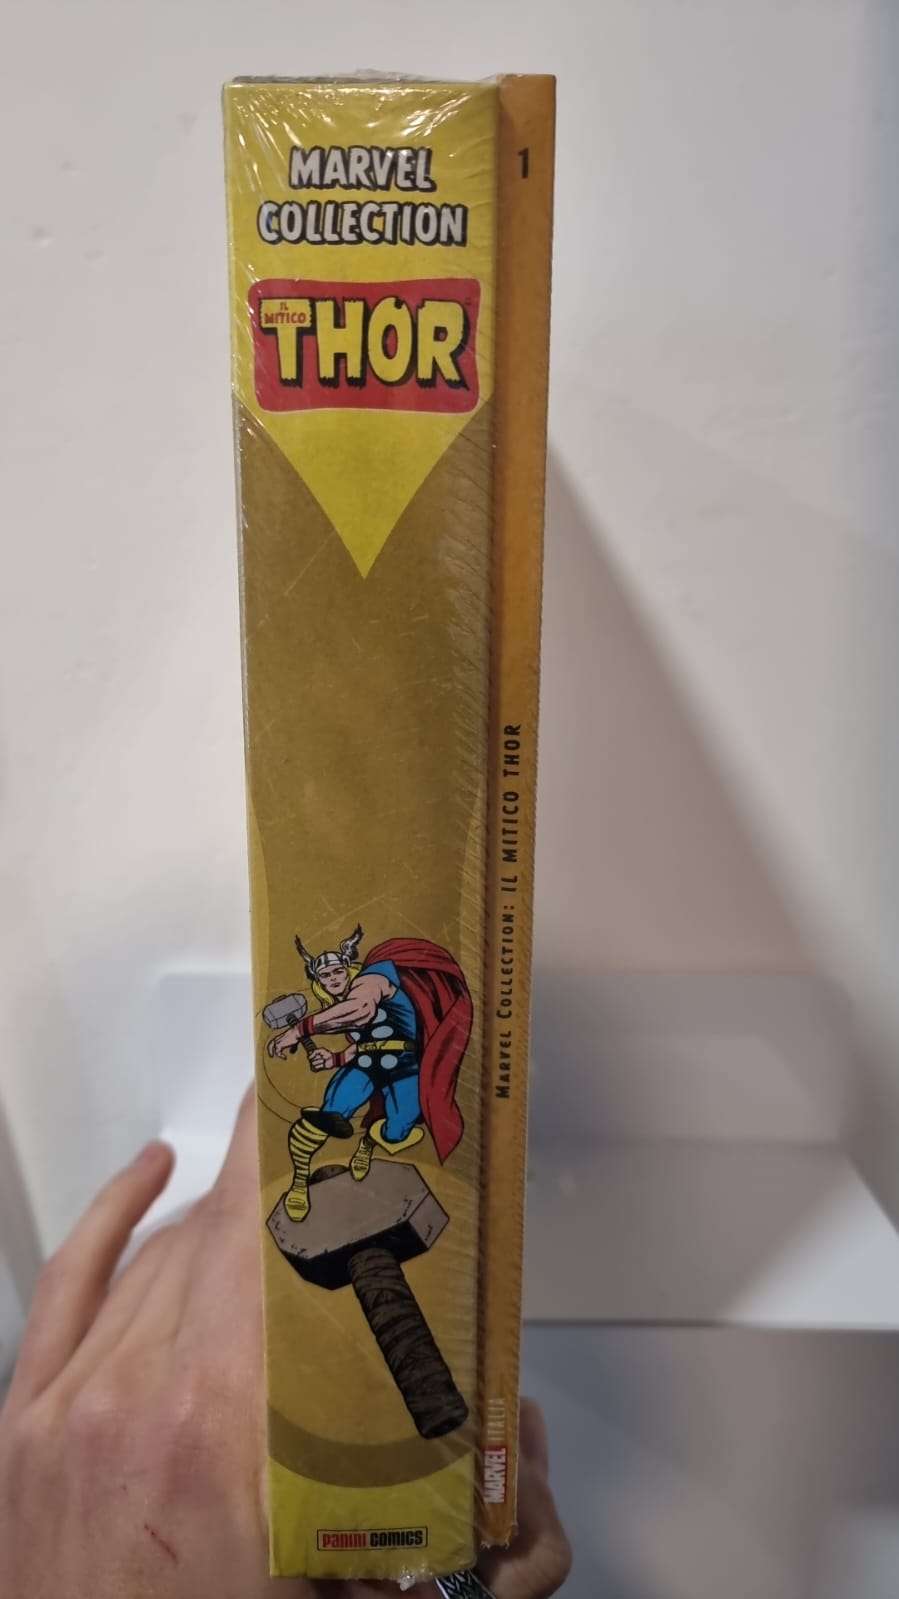 MARVEL
COLLECTION
IL
MITICO
THOR
PANINI COMICS
1
MARVEL COLLECTION: IL MITICO THOR
MARVEL ITALIA